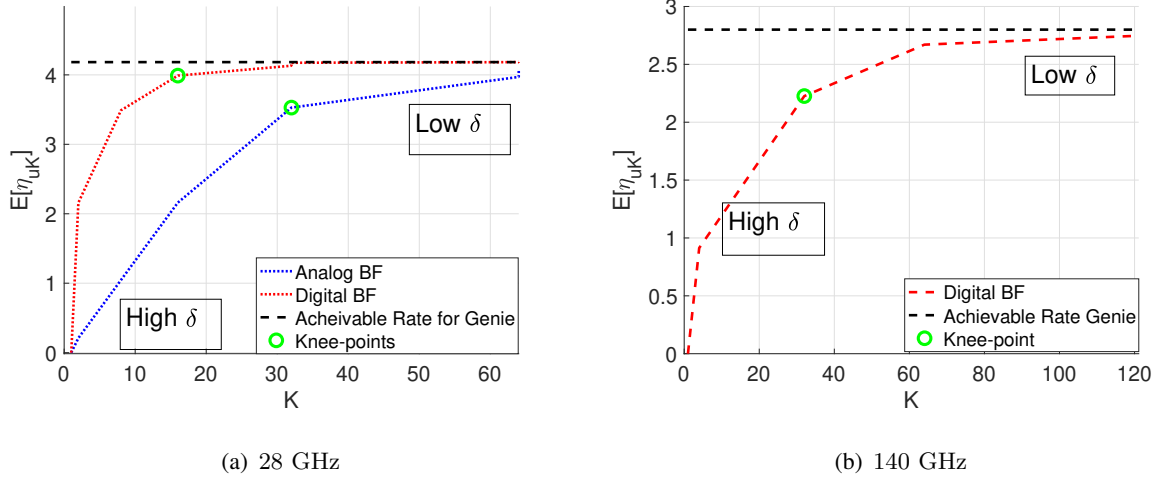 4
3
2
1
0
E[η_uK]
0
10
20
30
40
50
60
K
High δ
Low δ
Analog BF
Digital BF
Acheivable Rate for Genie
Knee-points
(a) 28 GHz
3
2.5
2
1.5
1
0.5
0
E[η_uK]
0
20
40
60
80
100
120
K
High δ
Low δ
Digital BF
Achievable Rate Genie
Knee-point
(b) 140 GHz